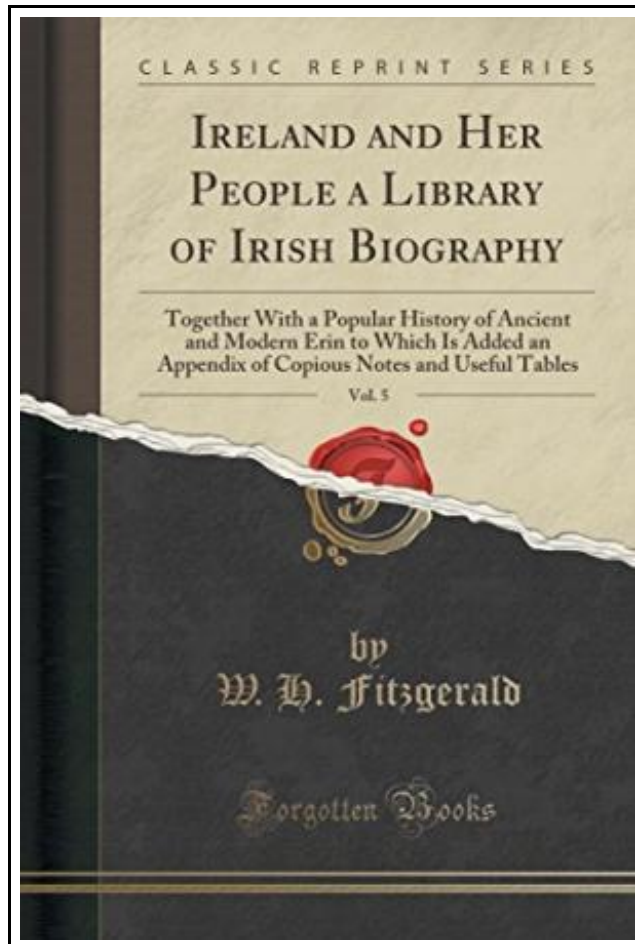 CLASSIC REPRINT SERIES
IRELAND AND HER
PEOPLE A LIBRARY
OF IRISH BIOGRAPHY
Together With a Popular History of Ancient
and Modern Erin to Which Is Added an
Appendix of Copious Notes and Useful Tables
Vol. 5
by
W. H. Fitzgerald
Forgotten Books